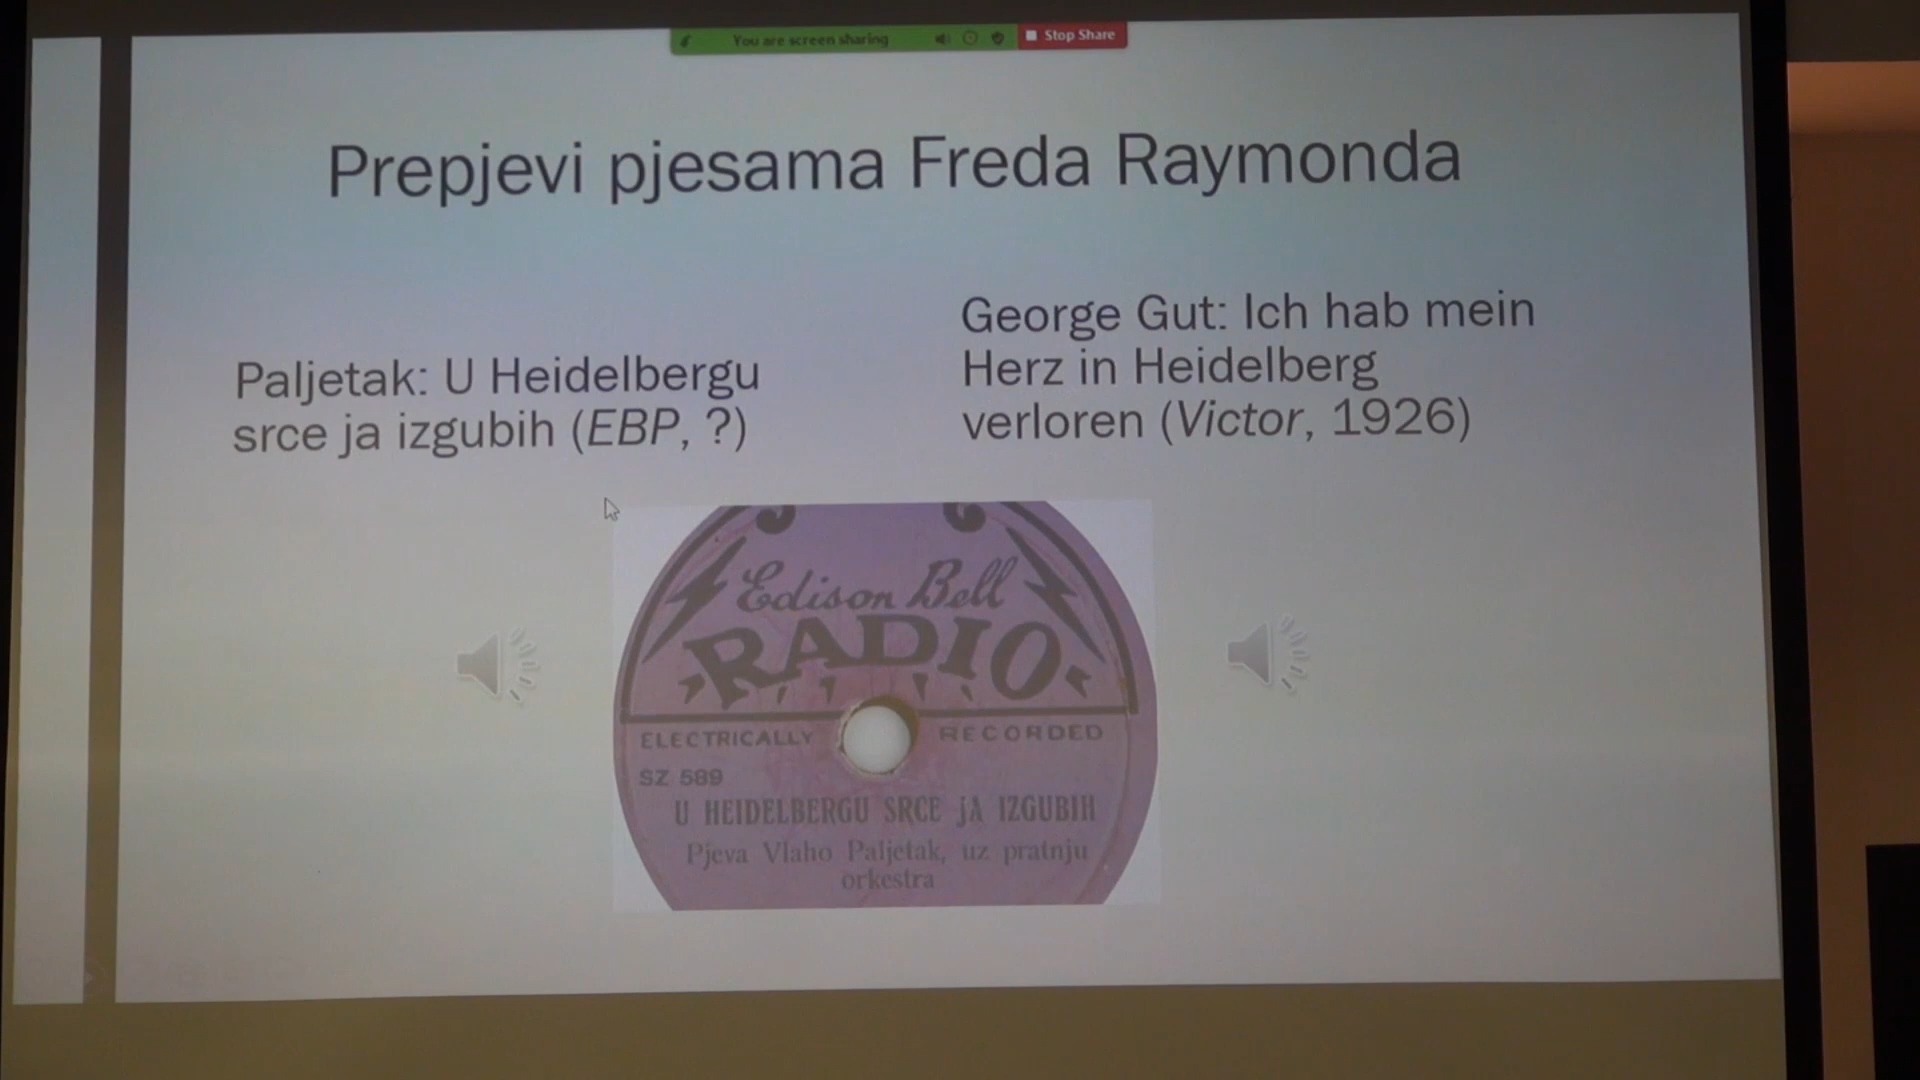 You are screen sharing
Stop Share
Prepjevi pjesama Freda Raymonda
Paljetak: U Heidelbergu
srce ja izgubih (EBP, ?)
George Gut: Ich hab mein
Herz in Heidelberg
verloren (Victor, 1926)
Edison Bell
RADIO
ELECTRICALLY RECORDED
SZ 589
U HEIDELBERGU SRCE JA IZGUBIH
Pjeva Vlaho Paljetak, uz pratnju
orkestra